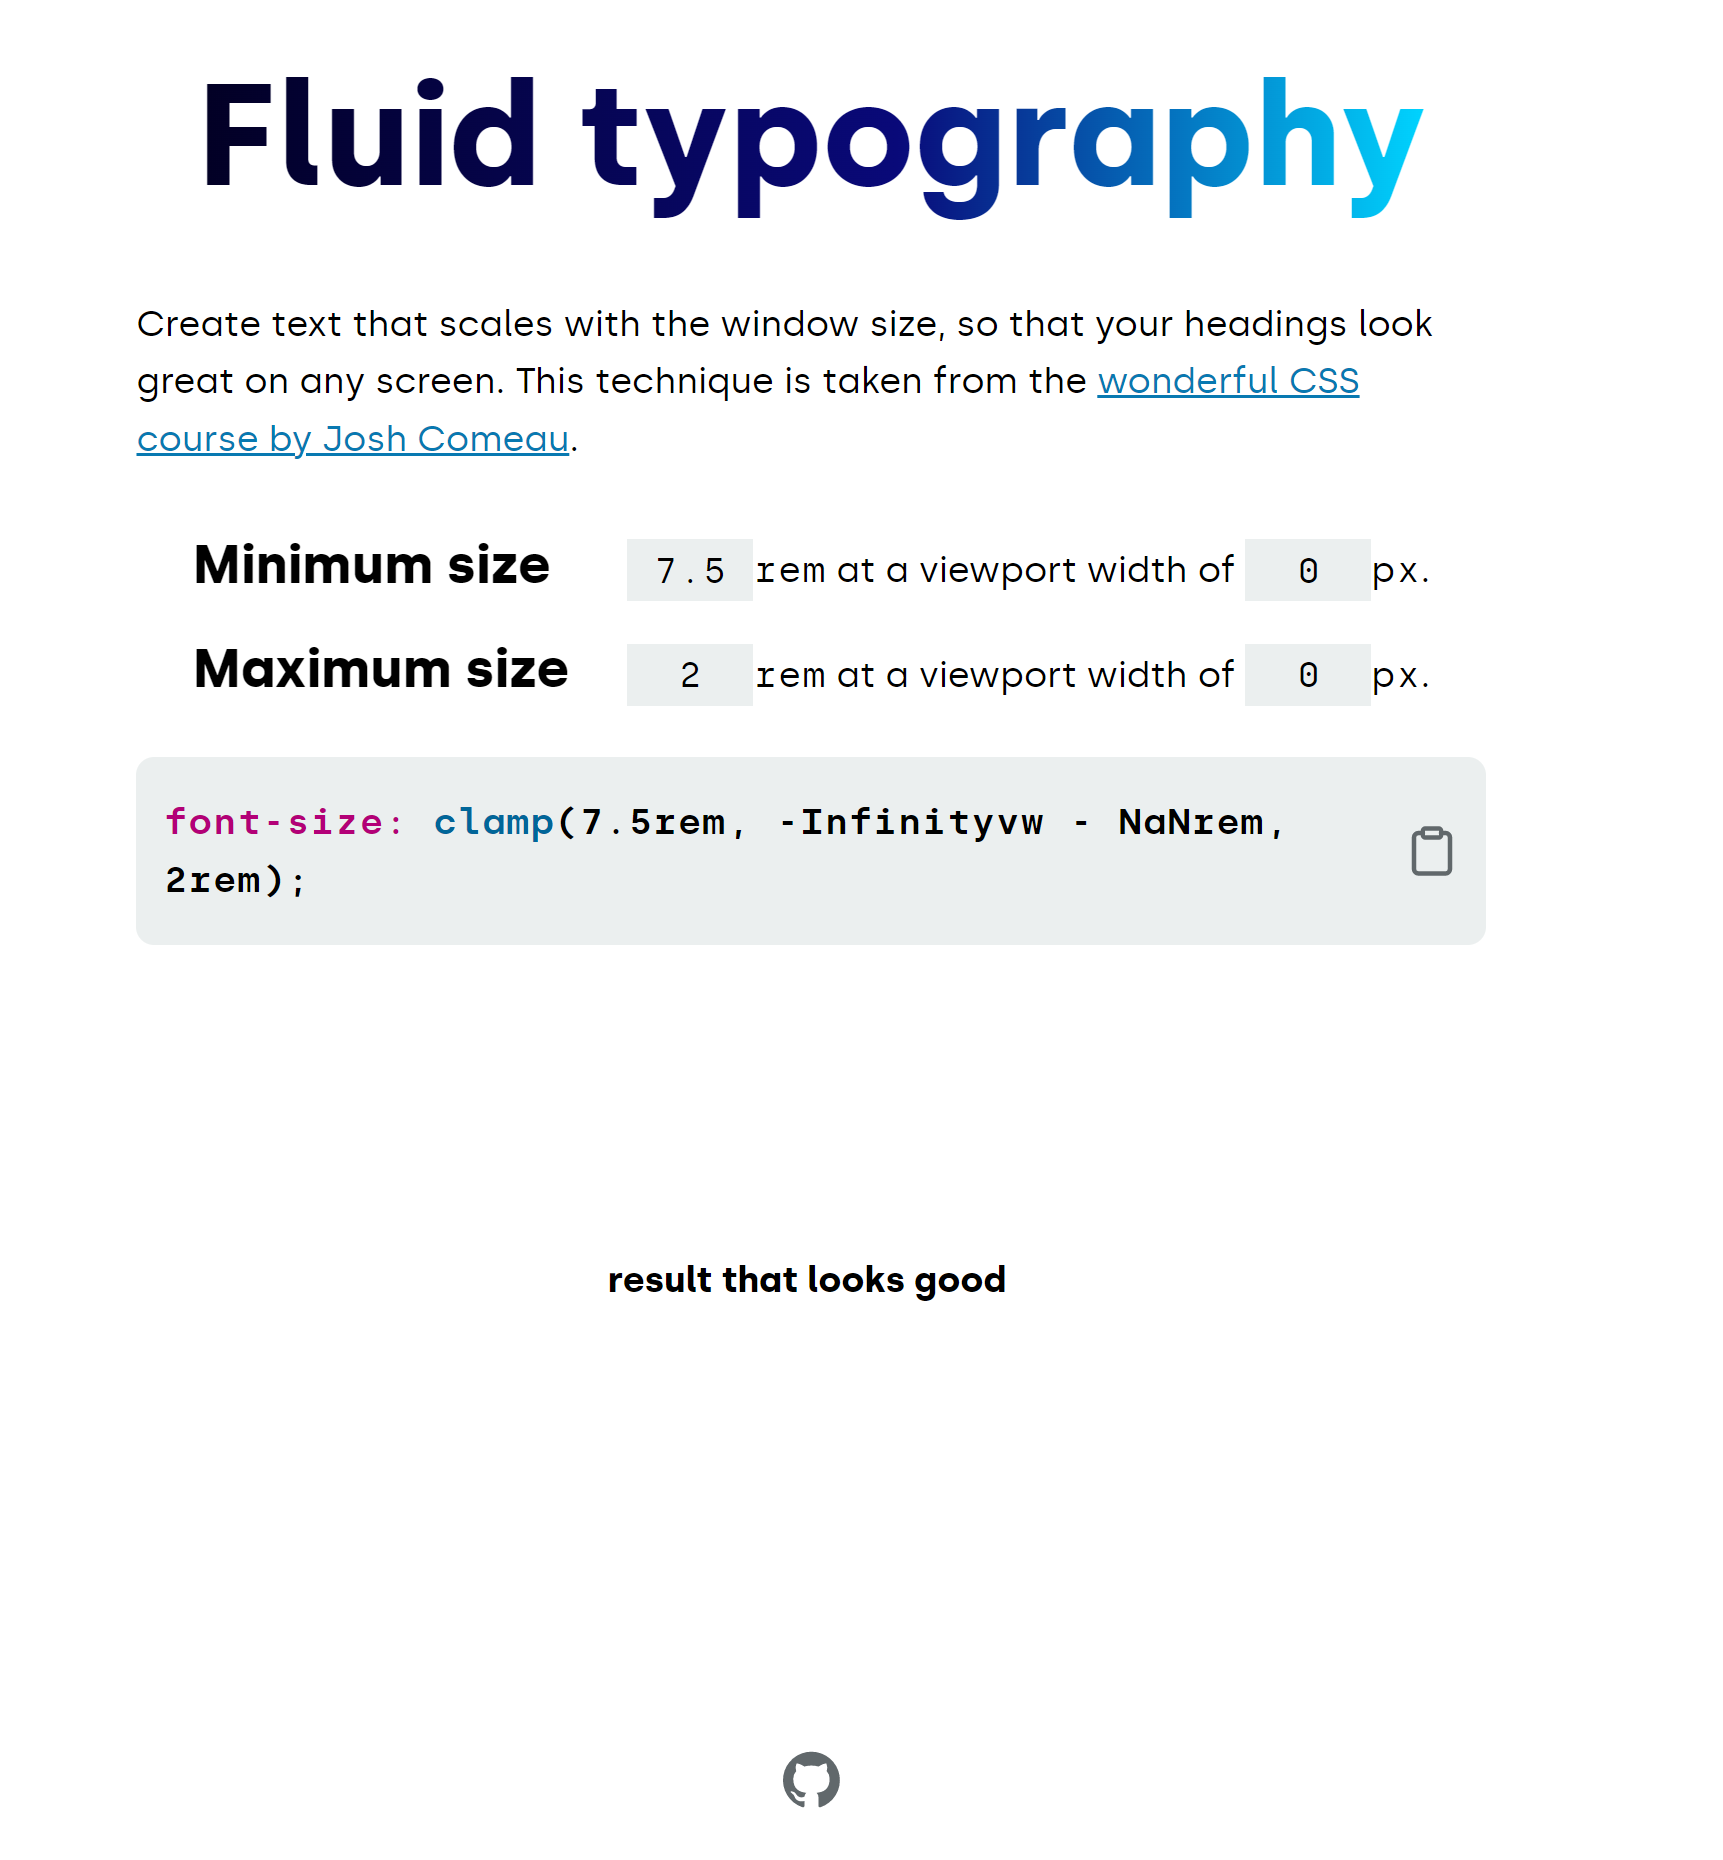 Fluid typography
Create text that scales with the window size, so that your headings look
great on any screen. This technique is taken from the wonderful CSS
course by Josh Comeau.
Minimum size 7.5 rem at a viewport width of 0 px.
Maximum size 2 rem at a viewport width of 0 px.
font-size: clamp(7.5rem, -Infinityvw - NaNrem,
2rem);
result that looks good